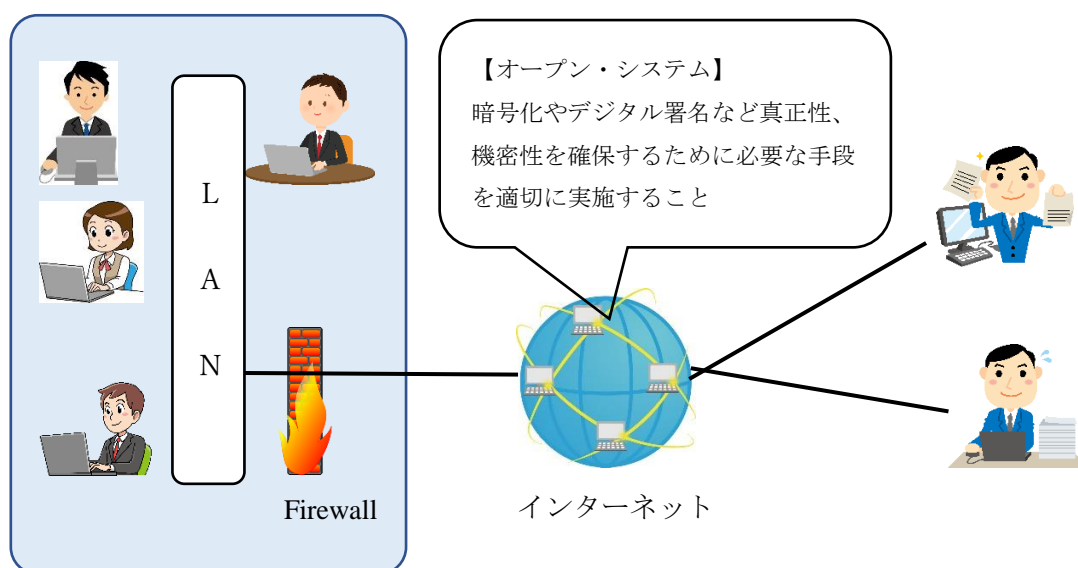 【オープン・システム】
暗号化やデジタル署名など真正性、
機密性を確保するために必要な手段
を適切に実施すること
L
A
N
Firewall
インターネット